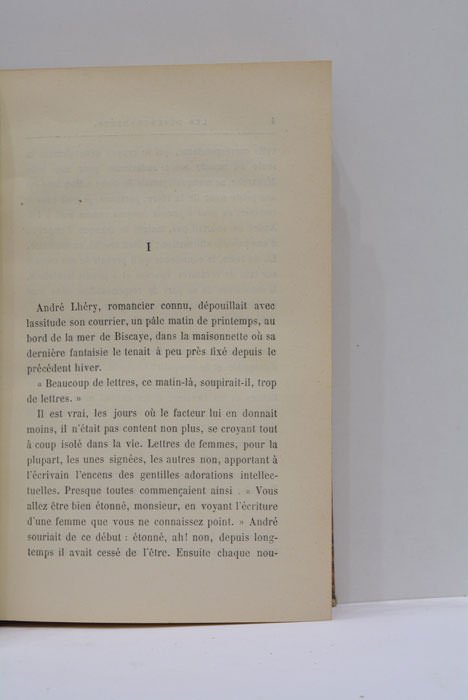 I
André Lhéry, romancier connu, dépouillait avec
lassitude son courrier, un pâle matin de printemps, au
bord de la mer de Biscaye, dans la maisonnette où sa
dernière fantaisie le tenait à peu près fixé depuis le
précédent hiver.
« Beaucoup de lettres, ce matin-là, soupirait-il, trop
de lettres. »
Il est vrai, les jours où le facteur lui en donnait
moins, il n'était pas content non plus, se croyant tout
à coup isolé dans la vie. Lettres de femmes, pour la
plupart, les unes signées, les autres non, apportant à
l'écrivain l'encens des gentilles adorations intellec-
tuelles. Presque toutes commençaient ainsi : « Vous
allez être bien étonné, monsieur, en voyant l'écriture
d'une femme que vous ne connaissez point. » André
souriait de ce début : étonné, ah! non, depuis long-
temps il avait cessé de l'être. Ensuite chaque nou-